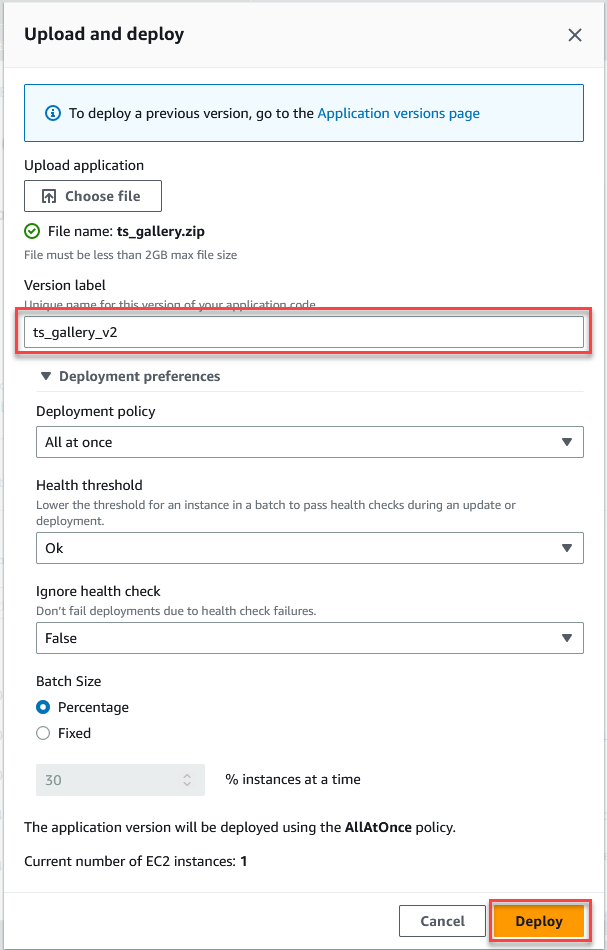 Upload and deploy
To deploy a previous version, go to the Application versions page
Upload application
Choose file
File name: ts_gallery.zip
File must be less than 2GB max file size
Version label
Unique name for this version of your application code.
ts_gallery_v2
Deployment preferences
Deployment policy
All at once
Health threshold
Lower the threshold for an instance in a batch to pass health checks during an update or
deployment.
Ok
Ignore health check
Don't fail deployments due to health check failures.
False
Batch Size
Percentage
Fixed
30 % instances at a time
The application version will be deployed using the AllAtOnce policy.
Current number of EC2 instances: 1
Cancel Deploy